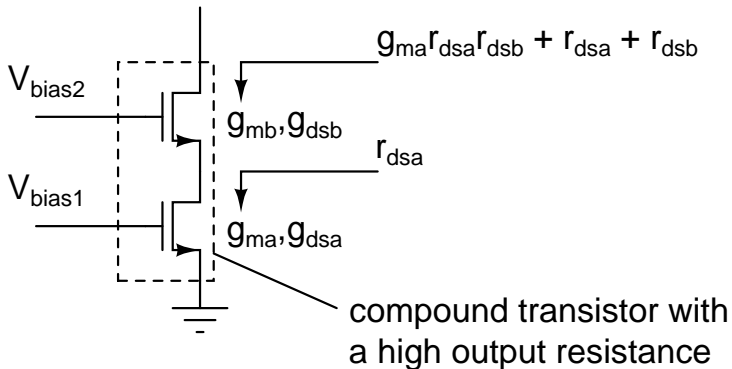 g_ma r_dsa r_dsb + r_dsa + r_dsb
V_bias2
g_mb,g_dsb
r_dsa
V_bias1
g_ma,g_dsa
compound transistor with
a high output resistance